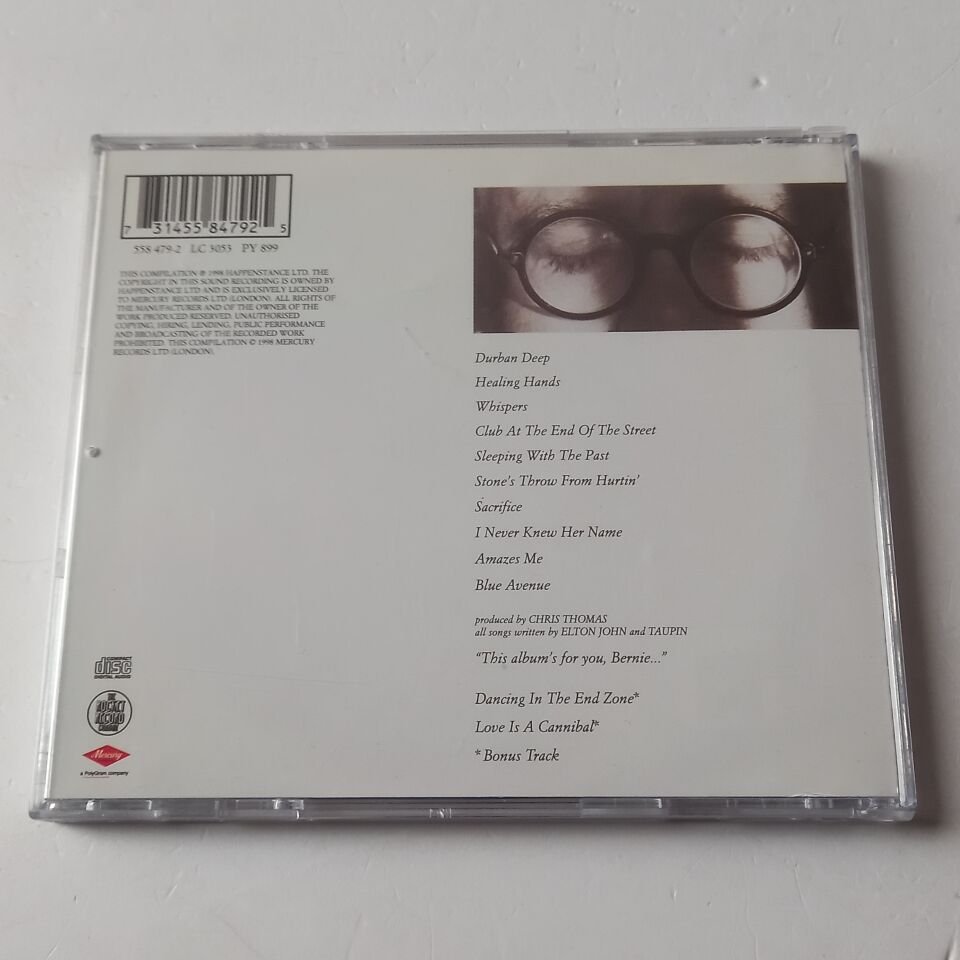 7 31455 84792 5
558 479-2 LC 3053 PY 899
THIS COMPILATION ℗ 1998 HAPPENSTANCE LTD. THE
COPYRIGHT IN THIS SOUND RECORDING IS OWNED BY
HAPPENSTANCE LTD AND IS EXCLUSIVELY LICENSED
TO MERCURY RECORDS LTD (LONDON). ALL RIGHTS OF
THE MANUFACTURER AND OF THE OWNER OF THE
WORK PRODUCED RESERVED. UNAUTHORISED
COPYING, HIRING, LENDING, PUBLIC PERFORMANCE
AND BROADCASTING OF THE RECORDED WORK
PROHIBITED. THIS COMPILATION © 1998 MERCURY
RECORDS LTD (LONDON).
Durban Deep
Healing Hands
Whispers
Club At The End Of The Street
Sleeping With The Past
Stone's Throw From Hurtin'
Sacrifice
I Never Knew Her Name
Amazes Me
Blue Avenue
produced by CHRIS THOMAS
all songs written by ELTON JOHN and TAUPIN
"This album's for you, Bernie..."
Dancing In The End Zone*
Love Is A Cannibal*
*Bonus Track
COMPACT
disc
DIGITAL AUDIO
THE
ROCKET
RECORD
COMPANY
Mercury
a PolyGram company